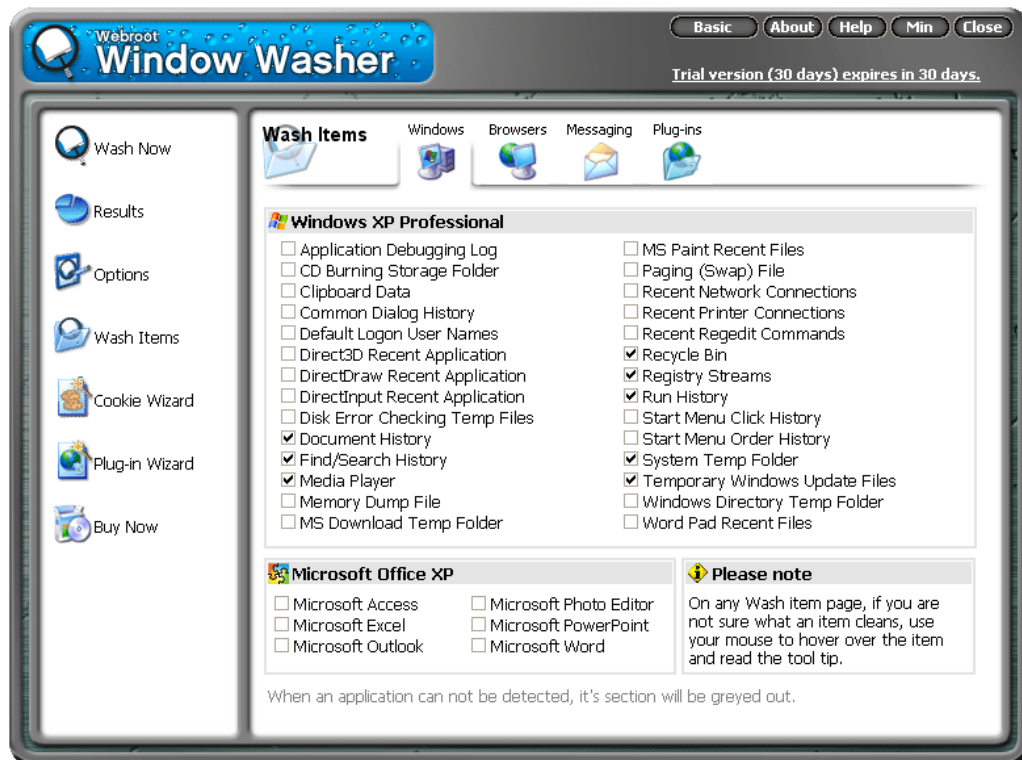 Webroot
Window Washer
Basic About Help Min Close
Trial version (30 days) expires in 30 days.
Wash Now
Results
Options
Wash Items
Cookie Wizard
Plug-in Wizard
Buy Now
Wash Items
Windows Browsers Messaging Plug-ins
Windows XP Professional
Application Debugging Log
CD Burning Storage Folder
Clipboard Data
Common Dialog History
Default Logon User Names
Direct3D Recent Application
DirectDraw Recent Application
DirectInput Recent Application
Disk Error Checking Temp Files
Document History
Find/Search History
Media Player
Memory Dump File
MS Download Temp Folder
MS Paint Recent Files
Paging (Swap) File
Recent Network Connections
Recent Printer Connections
Recent Regedit Commands
Recycle Bin
Registry Streams
Run History
Start Menu Click History
Start Menu Order History
System Temp Folder
Temporary Windows Update Files
Windows Directory Temp Folder
Word Pad Recent Files
Microsoft Office XP
Microsoft Access
Microsoft Excel
Microsoft Outlook
Microsoft Photo Editor
Microsoft PowerPoint
Microsoft Word
Please note
On any Wash item page, if you are
not sure what an item cleans, use
your mouse to hover over the item
and read the tool tip.
When an application can not be detected, it's section will be greyed out.